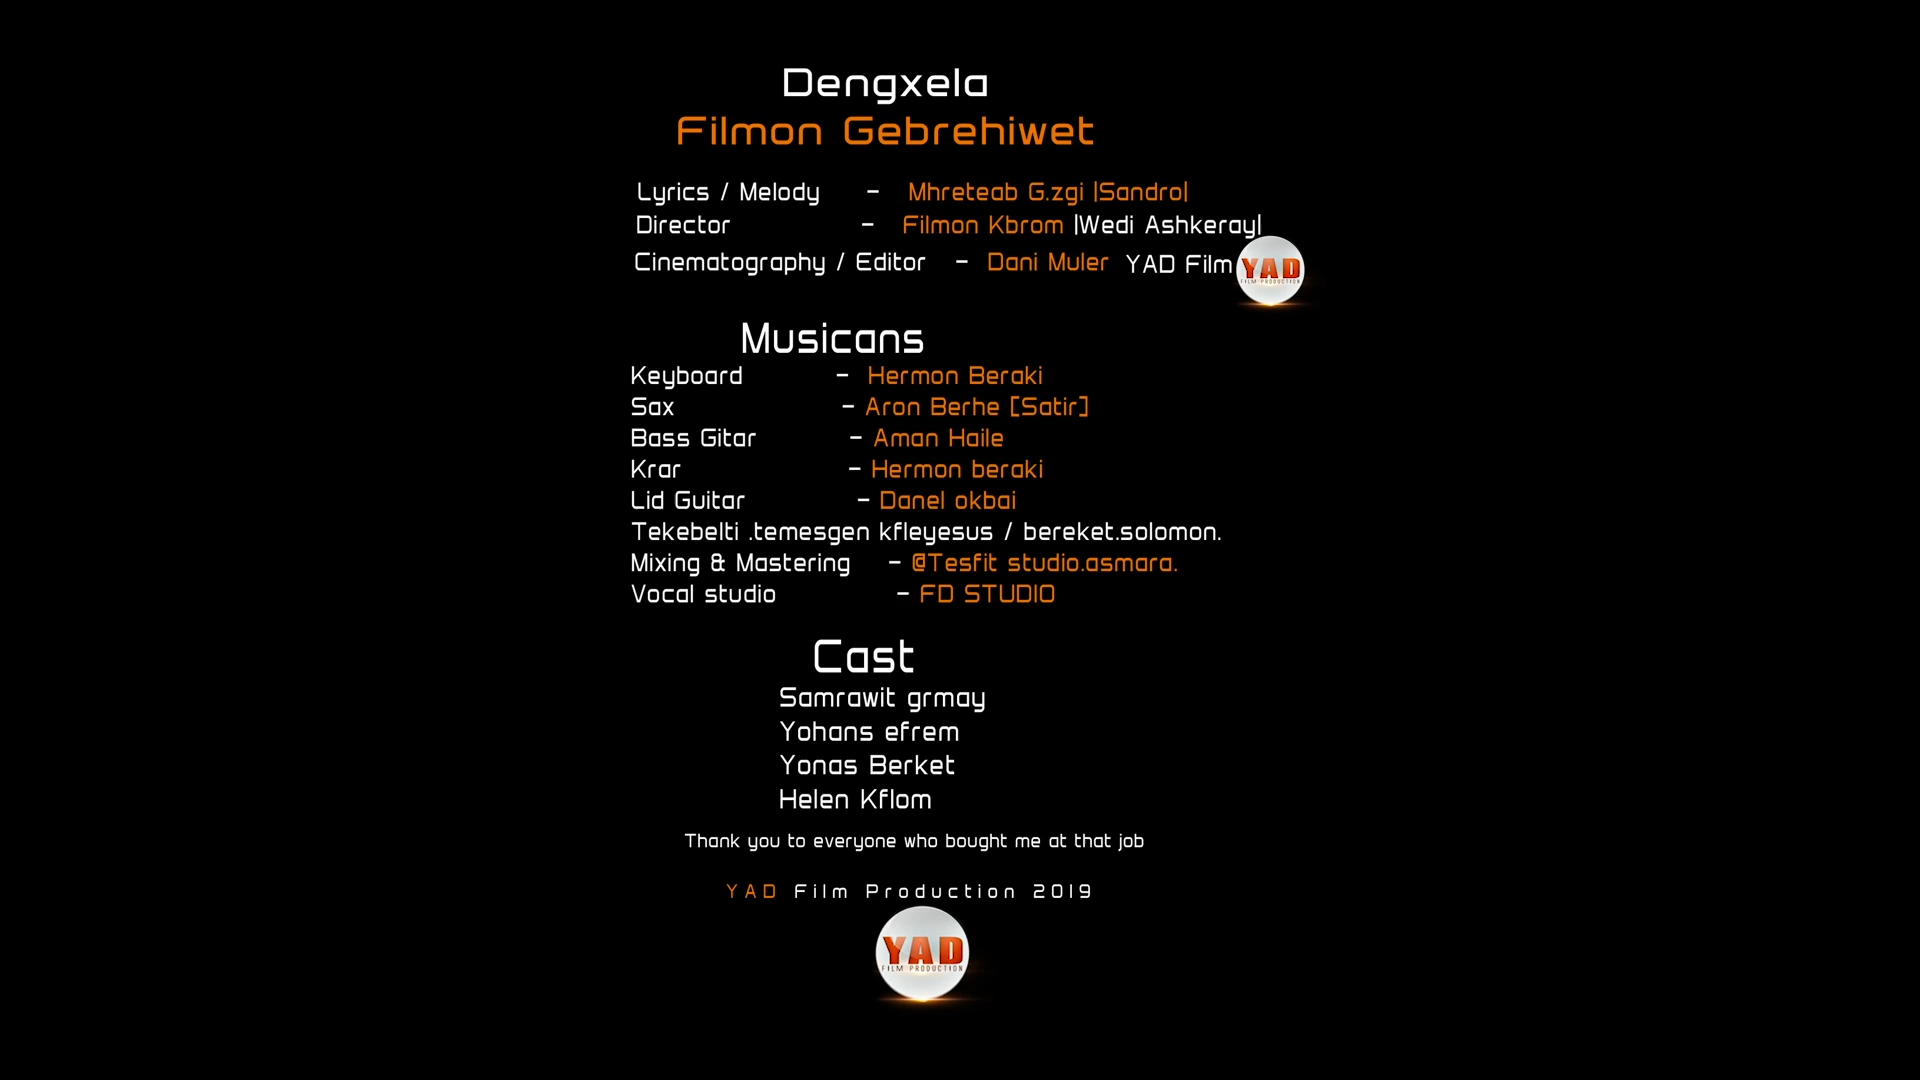 Dengxela
Filmon Gebrehiwet
Lyrics / Melody - Mhreteab G.zgi |Sandro|
Director - Filmon Kbrom |Wedi Ashkeray|
Cinematography / Editor - Dani Muler YAD Film YAD
FILM PRODUCTION
Musicans
Keyboard - Hermon Beraki
Sax - Aron Berhe [Satir]
Bass Gitar - Aman Haile
Krar - Hermon beraki
Lid Guitar - Danel okbai
Tekebelti .temesgen kfleyesus / bereket.solomon.
Mixing & Mastering - @Tesfit studio.asmara.
Vocal studio - FD STUDIO
Cast
Samrawit grmay
Yohans efrem
Yonas Berket
Helen Kflom
Thank you to everyone who bought me at that job
YAD Film Production 2019
YAD
FILM PRODUCTION